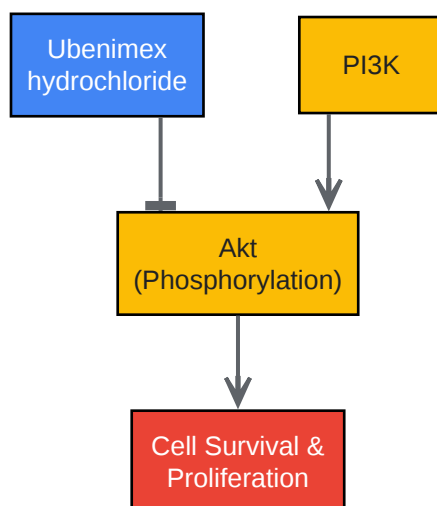 Ubenimex
hydrochloride
PI3K
Akt
(Phosphorylation)
Cell Survival &
Proliferation